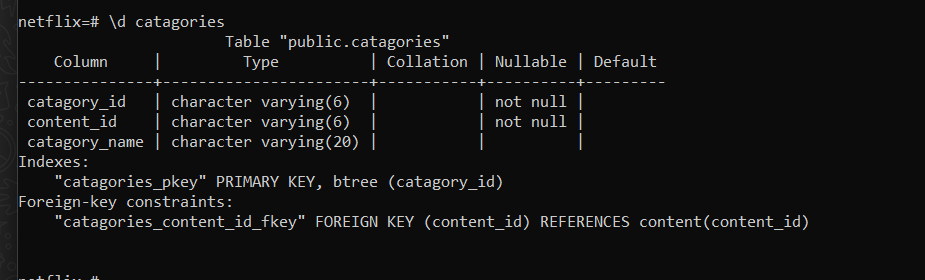 netflix=# \d catagories
                      Table "public.catagories"
    Column     |         Type          | Collation | Nullable | Default
---------------+-----------------------+-----------+----------+---------
 catagory_id   | character varying(6)  |           | not null |
 content_id    | character varying(6)  |           | not null |
 catagory_name | character varying(20) |           |          |
Indexes:
    "catagories_pkey" PRIMARY KEY, btree (catagory_id)
Foreign-key constraints:
    "catagories_content_id_fkey" FOREIGN KEY (content_id) REFERENCES content(content_id)
netflix=#